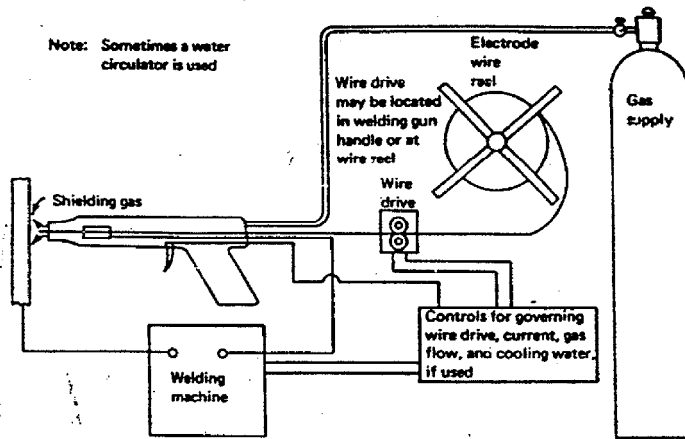 Note: Sometimes a water
circulator is used
Electrode
wire
reel
Wire drive
may be located
in welding gun
handle or at
wire reel
Gas
supply
Wire
drive
Shielding gas
Controls for governing
wire drive, current, gas
flow, and cooling water,
if used
Welding
machine